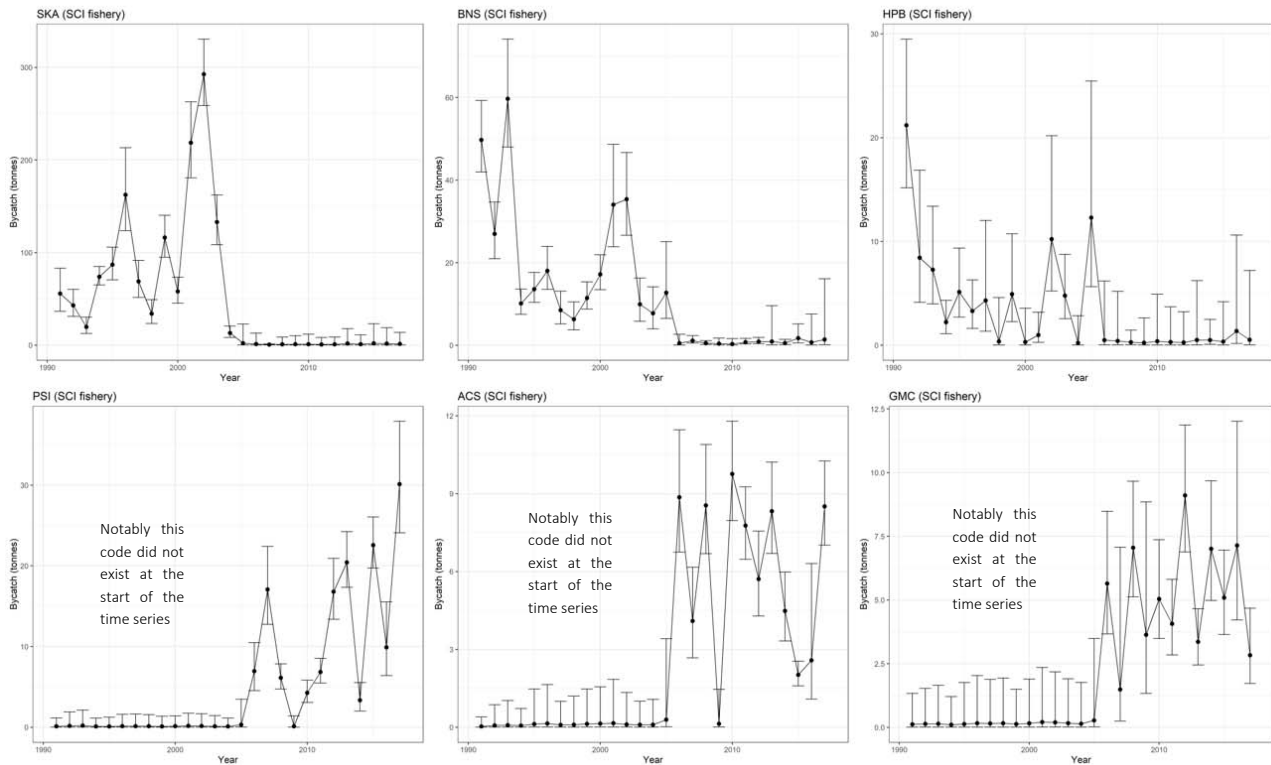 SKA (SCI fishery)
300
200
100
0
Bycatch (tonnes)
1990
2000
2010
Year
BNS (SCI fishery)
60
40
20
0
Bycatch (tonnes)
1990
2000
2010
Year
HPB (SCI fishery)
30
20
10
0
Bycatch (tonnes)
1990
2000
2010
Year
PSI (SCI fishery)
30
20
10
0
Bycatch (tonnes)
Notably this
code did not
exist at the
start of the
time series
1990
2000
2010
Year
ACS (SCI fishery)
12
9
6
3
0
Bycatch (tonnes)
Notably this
code did not
exist at the
start of the
time series
1990
2000
2010
Year
GMC (SCI fishery)
12.5
10.0
7.5
5.0
2.5
0.0
Bycatch (tonnes)
Notably this
code did not
exist at the
start of the
time series
1990
2000
2010
Year